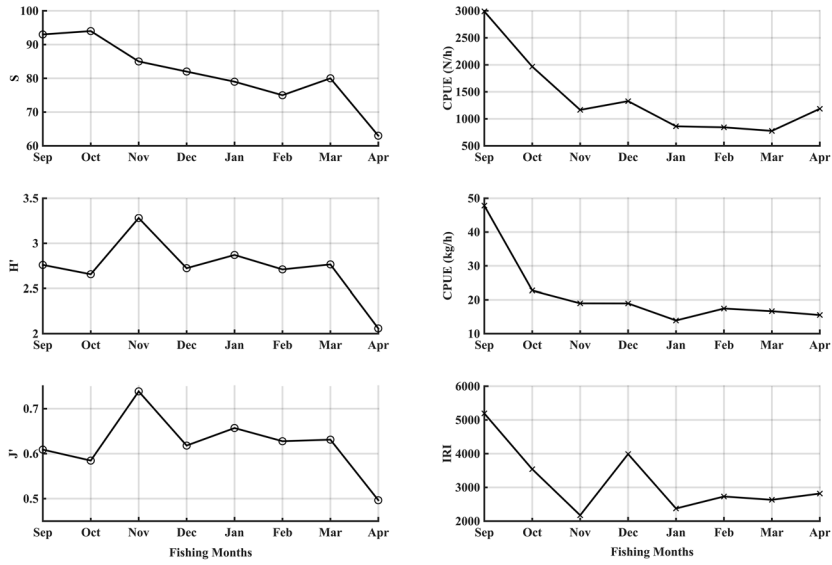 S
100
90
80
70
60
Sep Oct Nov Dec Jan Feb Mar Apr
CPUE (N/h)
3000
2500
2000
1500
1000
500
Sep Oct Nov Dec Jan Feb Mar Apr
H'
3.5
3
2.5
2
Sep Oct Nov Dec Jan Feb Mar Apr
CPUE (kg/h)
50
40
30
20
10
Sep Oct Nov Dec Jan Feb Mar Apr
J'
0.7
0.6
0.5
Sep Oct Nov Dec Jan Feb Mar Apr
Fishing Months
IRI
6000
5000
4000
3000
2000
Sep Oct Nov Dec Jan Feb Mar Apr
Fishing Months